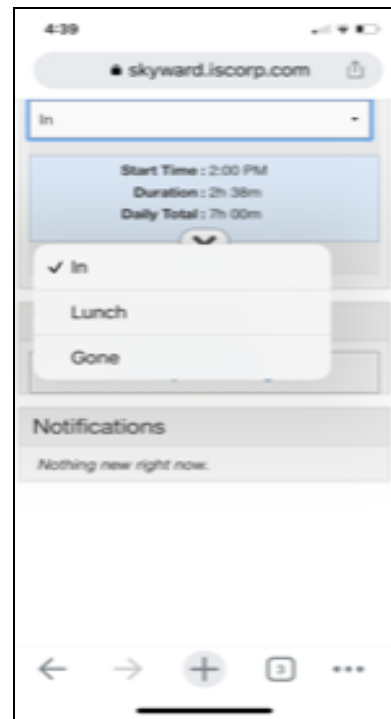 4:39
skyward.iscorp.com
In
Start Time : 2:00 PM
Duration : 2h 38m
Daily Total : 7h 00m
✓ In
Lunch
Gone
Notifications
Nothing new right now.
3